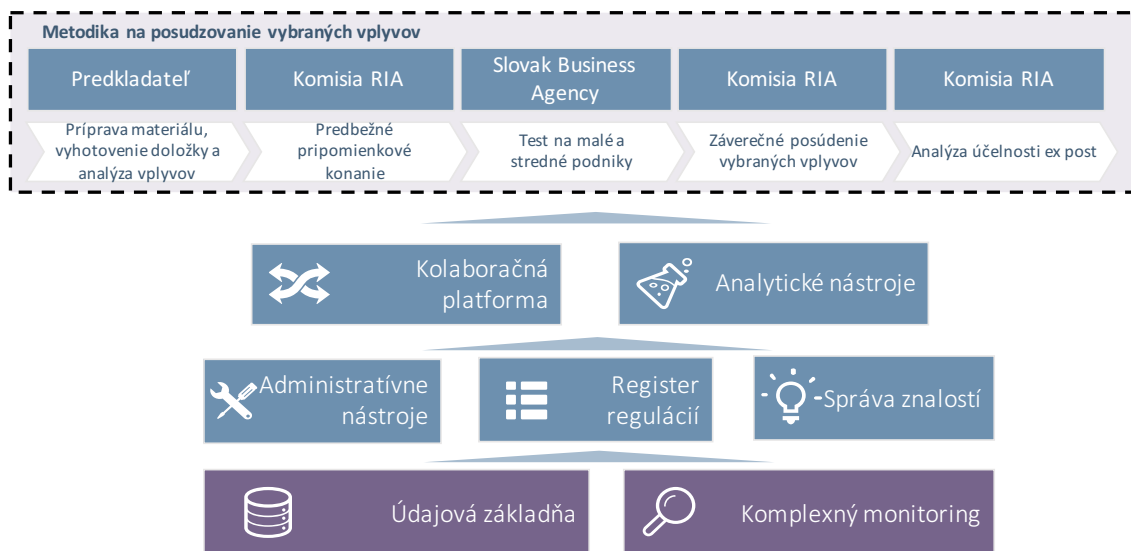 Metodika na posudzovanie vybraných vplyvov
Predkladateľ
Komisia RIA
Slovak Business
Agency
Komisia RIA
Komisia RIA
Príprava materiálu,
vyhotovenie doložky a
analýza vplyvov
Predbežné
pripomienkové
konanie
Test na malé a
stredné podniky
Záverečné posúdenie
vybraných vplyvov
Analýza účelnosti ex post
Kolaboračná
platforma
Analytické nástroje
Administratívne
nástroje
Register
regulácií
Správa znalostí
Údajová základňa
Komplexný monitoring